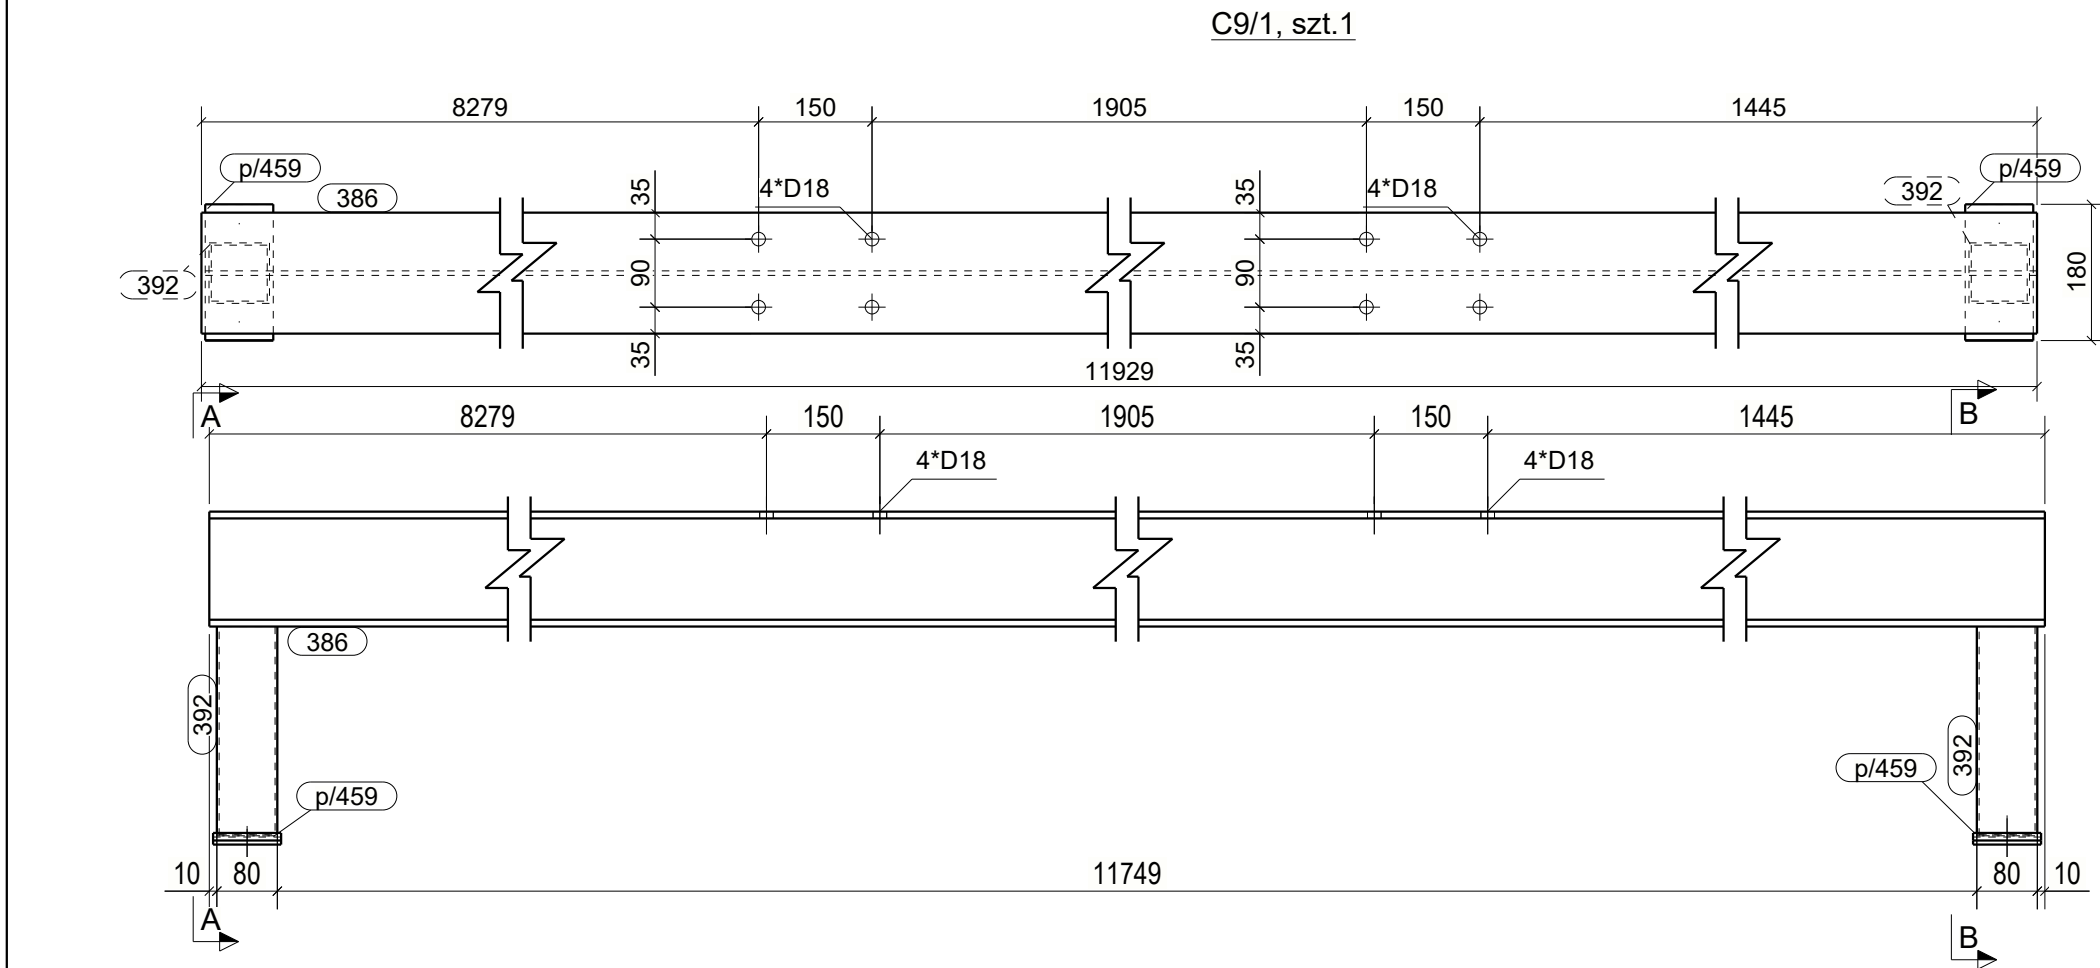 C9/1, szt.1
8279 150 1905 150 1445
p/459 386 35 4*D18 35 4*D18 392 p/459
392 90 90 180
35 35
11929
A B
8279 150 1905 150 1445
4*D18 4*D18
386
392 p/459 p/459 392
10 80 11749 80 10
A B